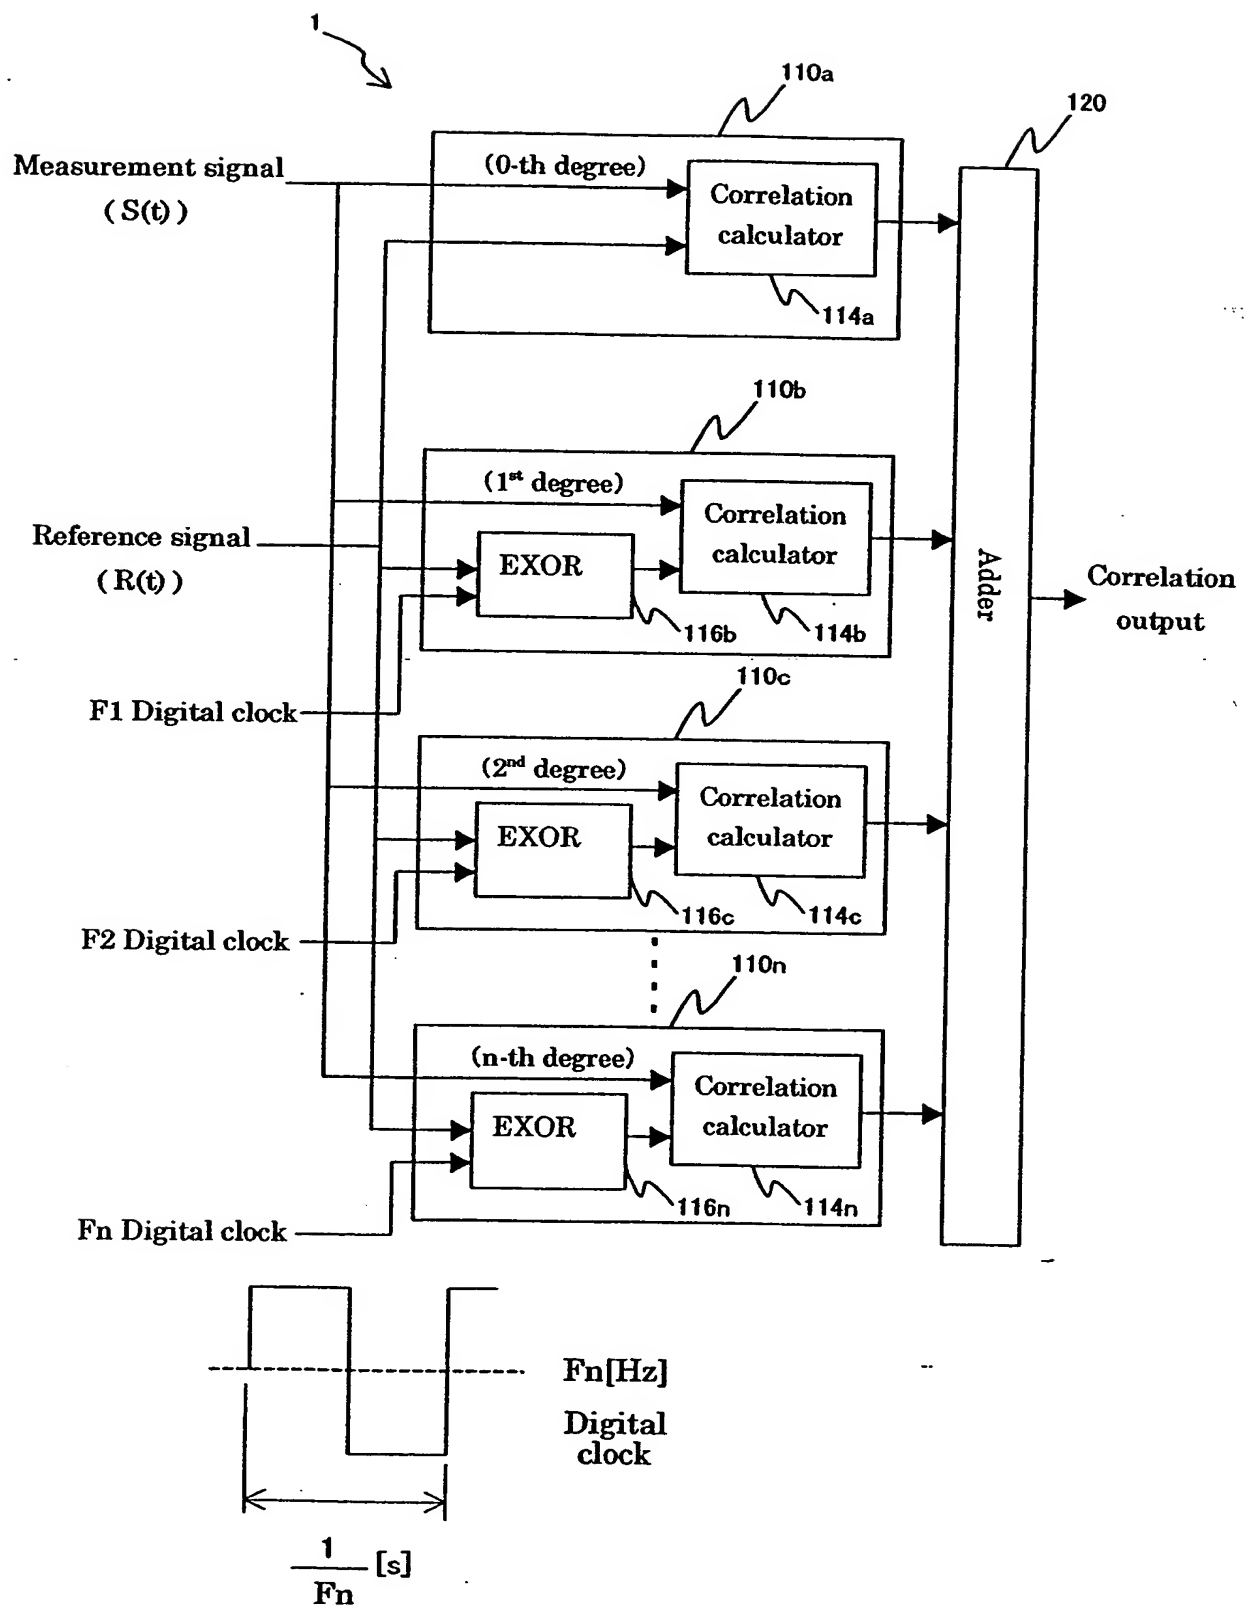 1
110a
120
Measurement signal
( S(t) )
(0-th degree)
Correlation
calculator
114a
110b
(1st degree)
Correlation
calculator
Reference signal
( R(t) )
EXOR
116b
114b
Adder
Correlation
output
110c
F1 Digital clock
(2nd degree)
Correlation
calculator
EXOR
116c
114c
F2 Digital clock
110n
(n-th degree)
Correlation
calculator
EXOR
116n
114n
Fn Digital clock
Fn[Hz]
Digital
clock
1
Fn
[s]